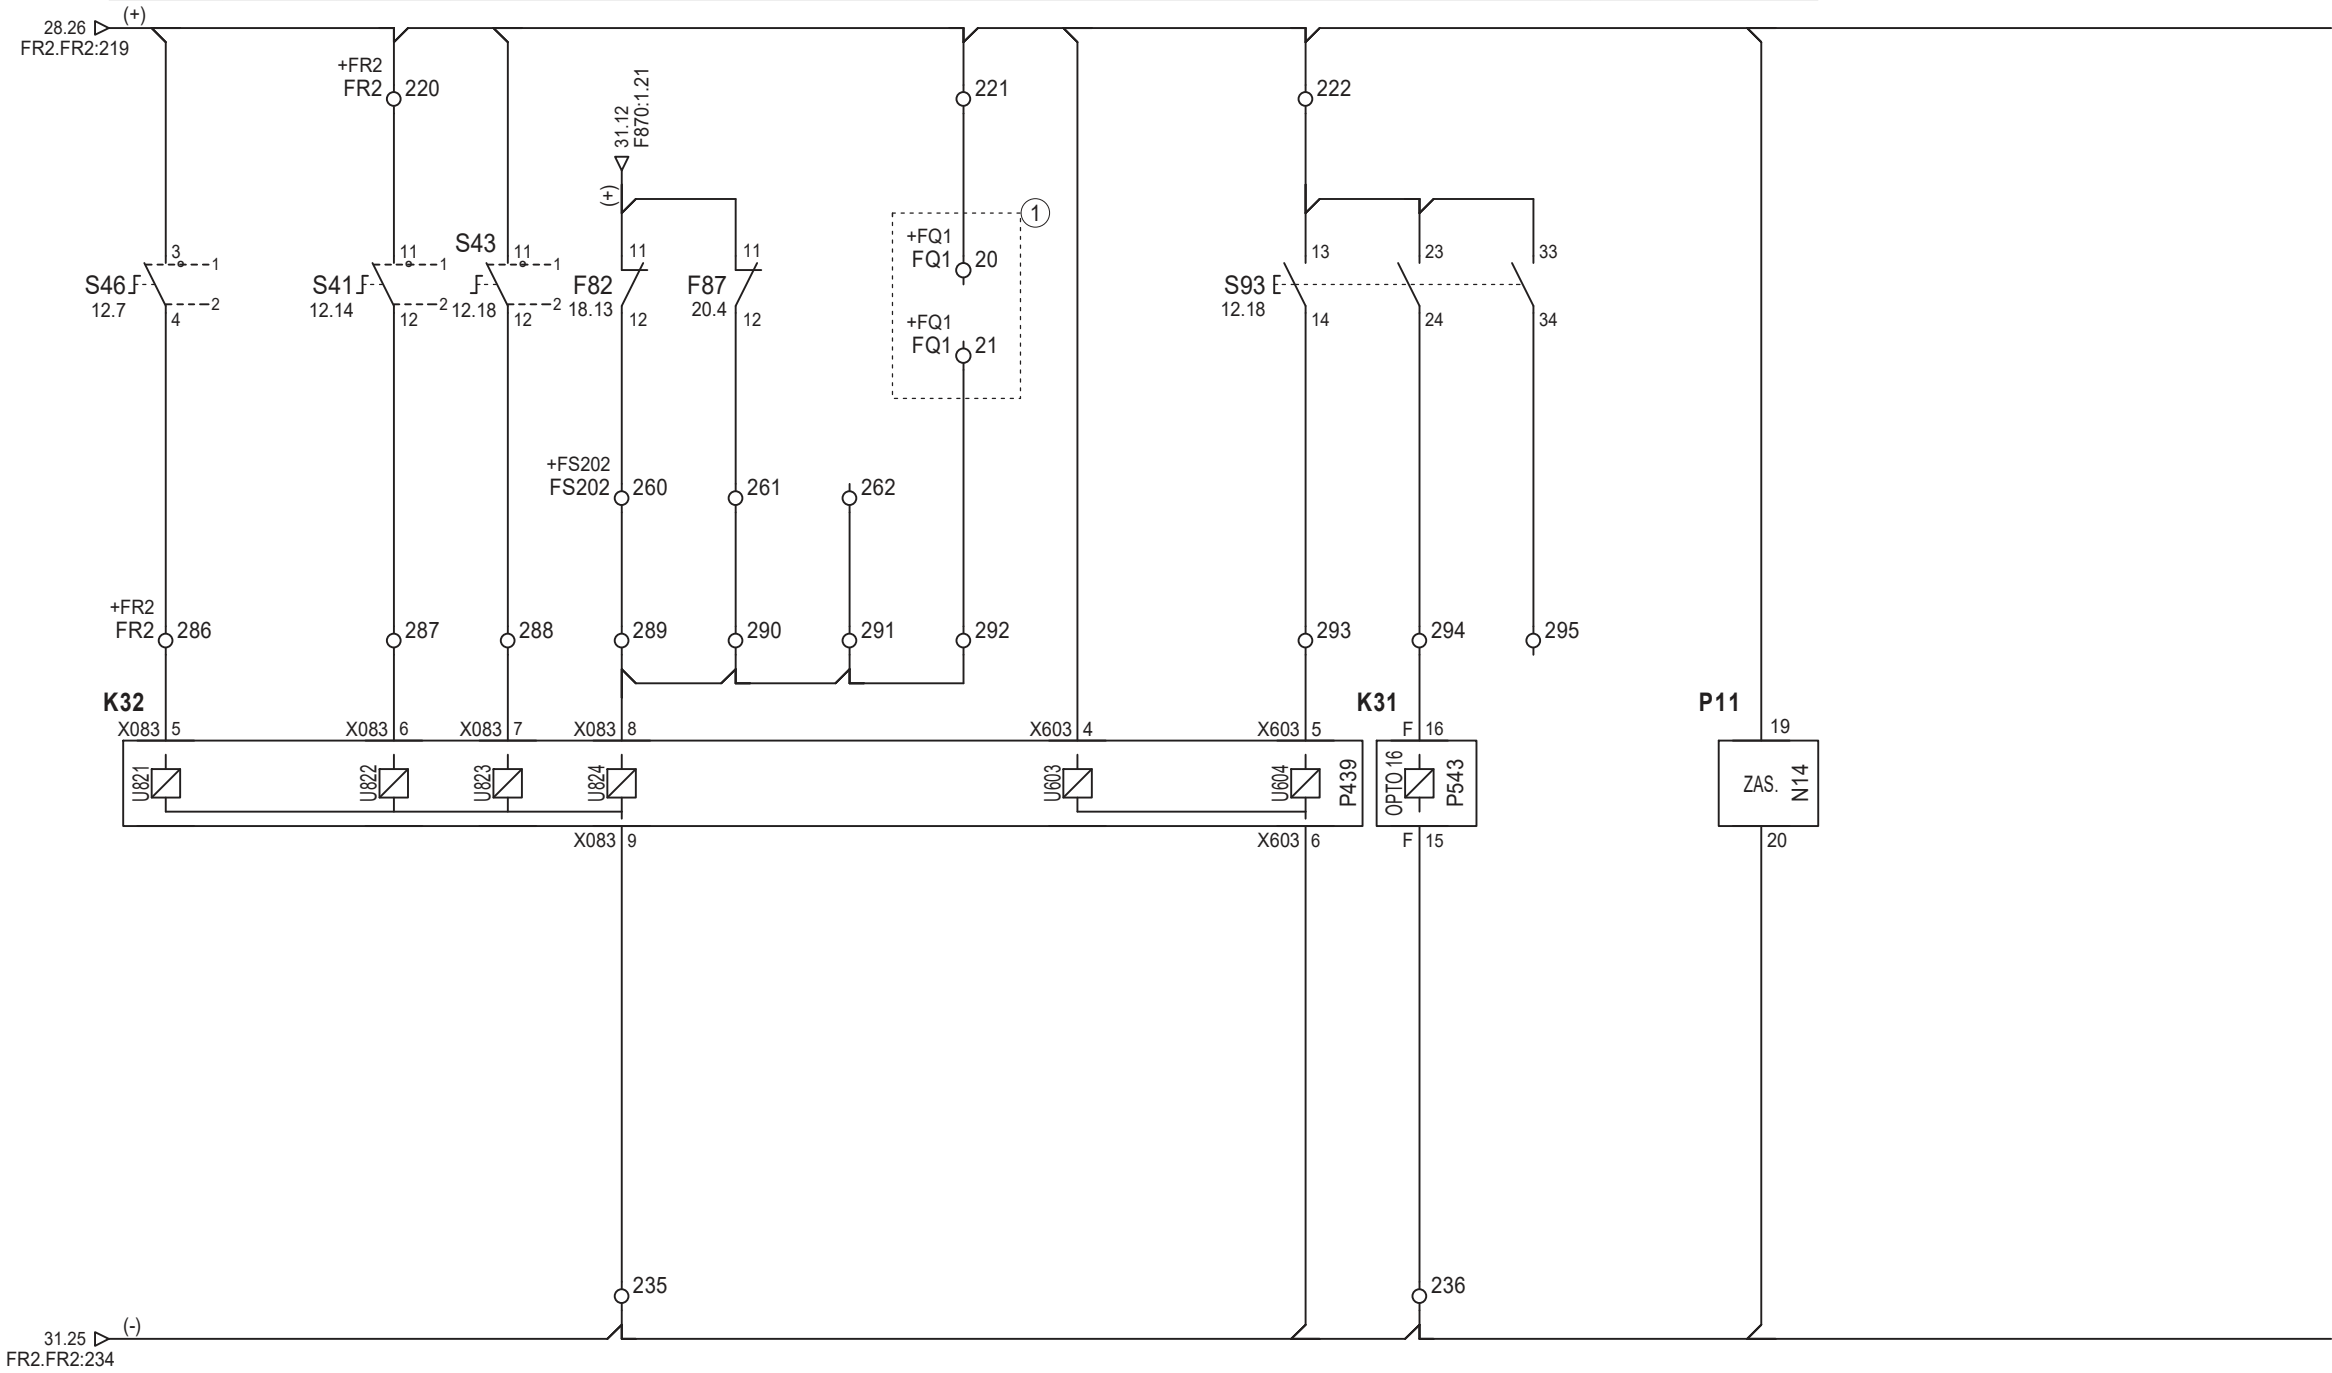 (+)
28.26
FR2.FR2:219
+FR2
FR2 220
31.12
F870:1.21
(+)
221
222
1
+FQ1
FQ1 20
+FQ1
FQ1 21
S46
12.7
3
4
1
2
S41
12.14
11
12
1
2
S43
12.18
11
12
1
2
F82
18.13
11
12
F87
20.4
11
12
S93
12.18
13
14
23
24
33
34
+FS202
FS202 260
261
262
+FR2
FR2 286
287
288
289
290
291
292
293
294
295
K32
K31
P11
X083 5
X083 6
X083 7
X083 8
X603 4
X603 5
F 16
19
U821
U822
U823
U824
U603
U604
P439
OPTO 16
P543
ZAS.
N14
X083 9
X603 6
F 15
20
235
236
(-)
31.25
FR2.FR2:234